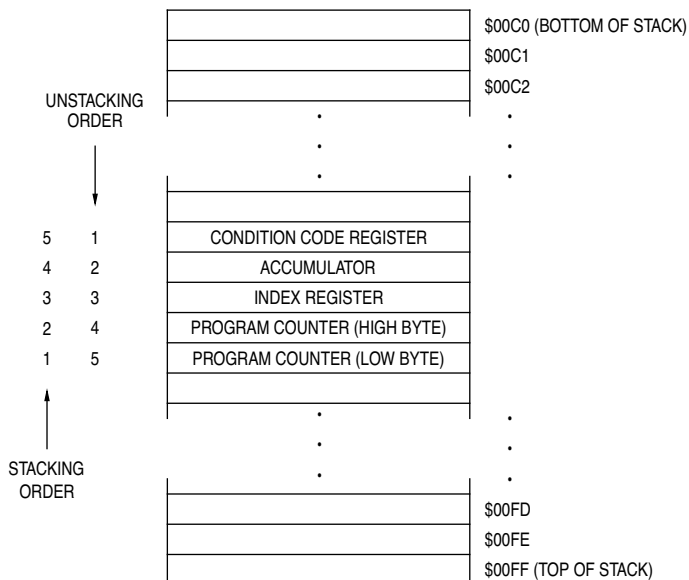 $00C0 (BOTTOM OF STACK)
$00C1
$00C2
UNSTACKING
ORDER
5 1 CONDITION CODE REGISTER
4 2 ACCUMULATOR
3 3 INDEX REGISTER
2 4 PROGRAM COUNTER (HIGH BYTE)
1 5 PROGRAM COUNTER (LOW BYTE)
STACKING
ORDER
$00FD
$00FE
$00FF (TOP OF STACK)